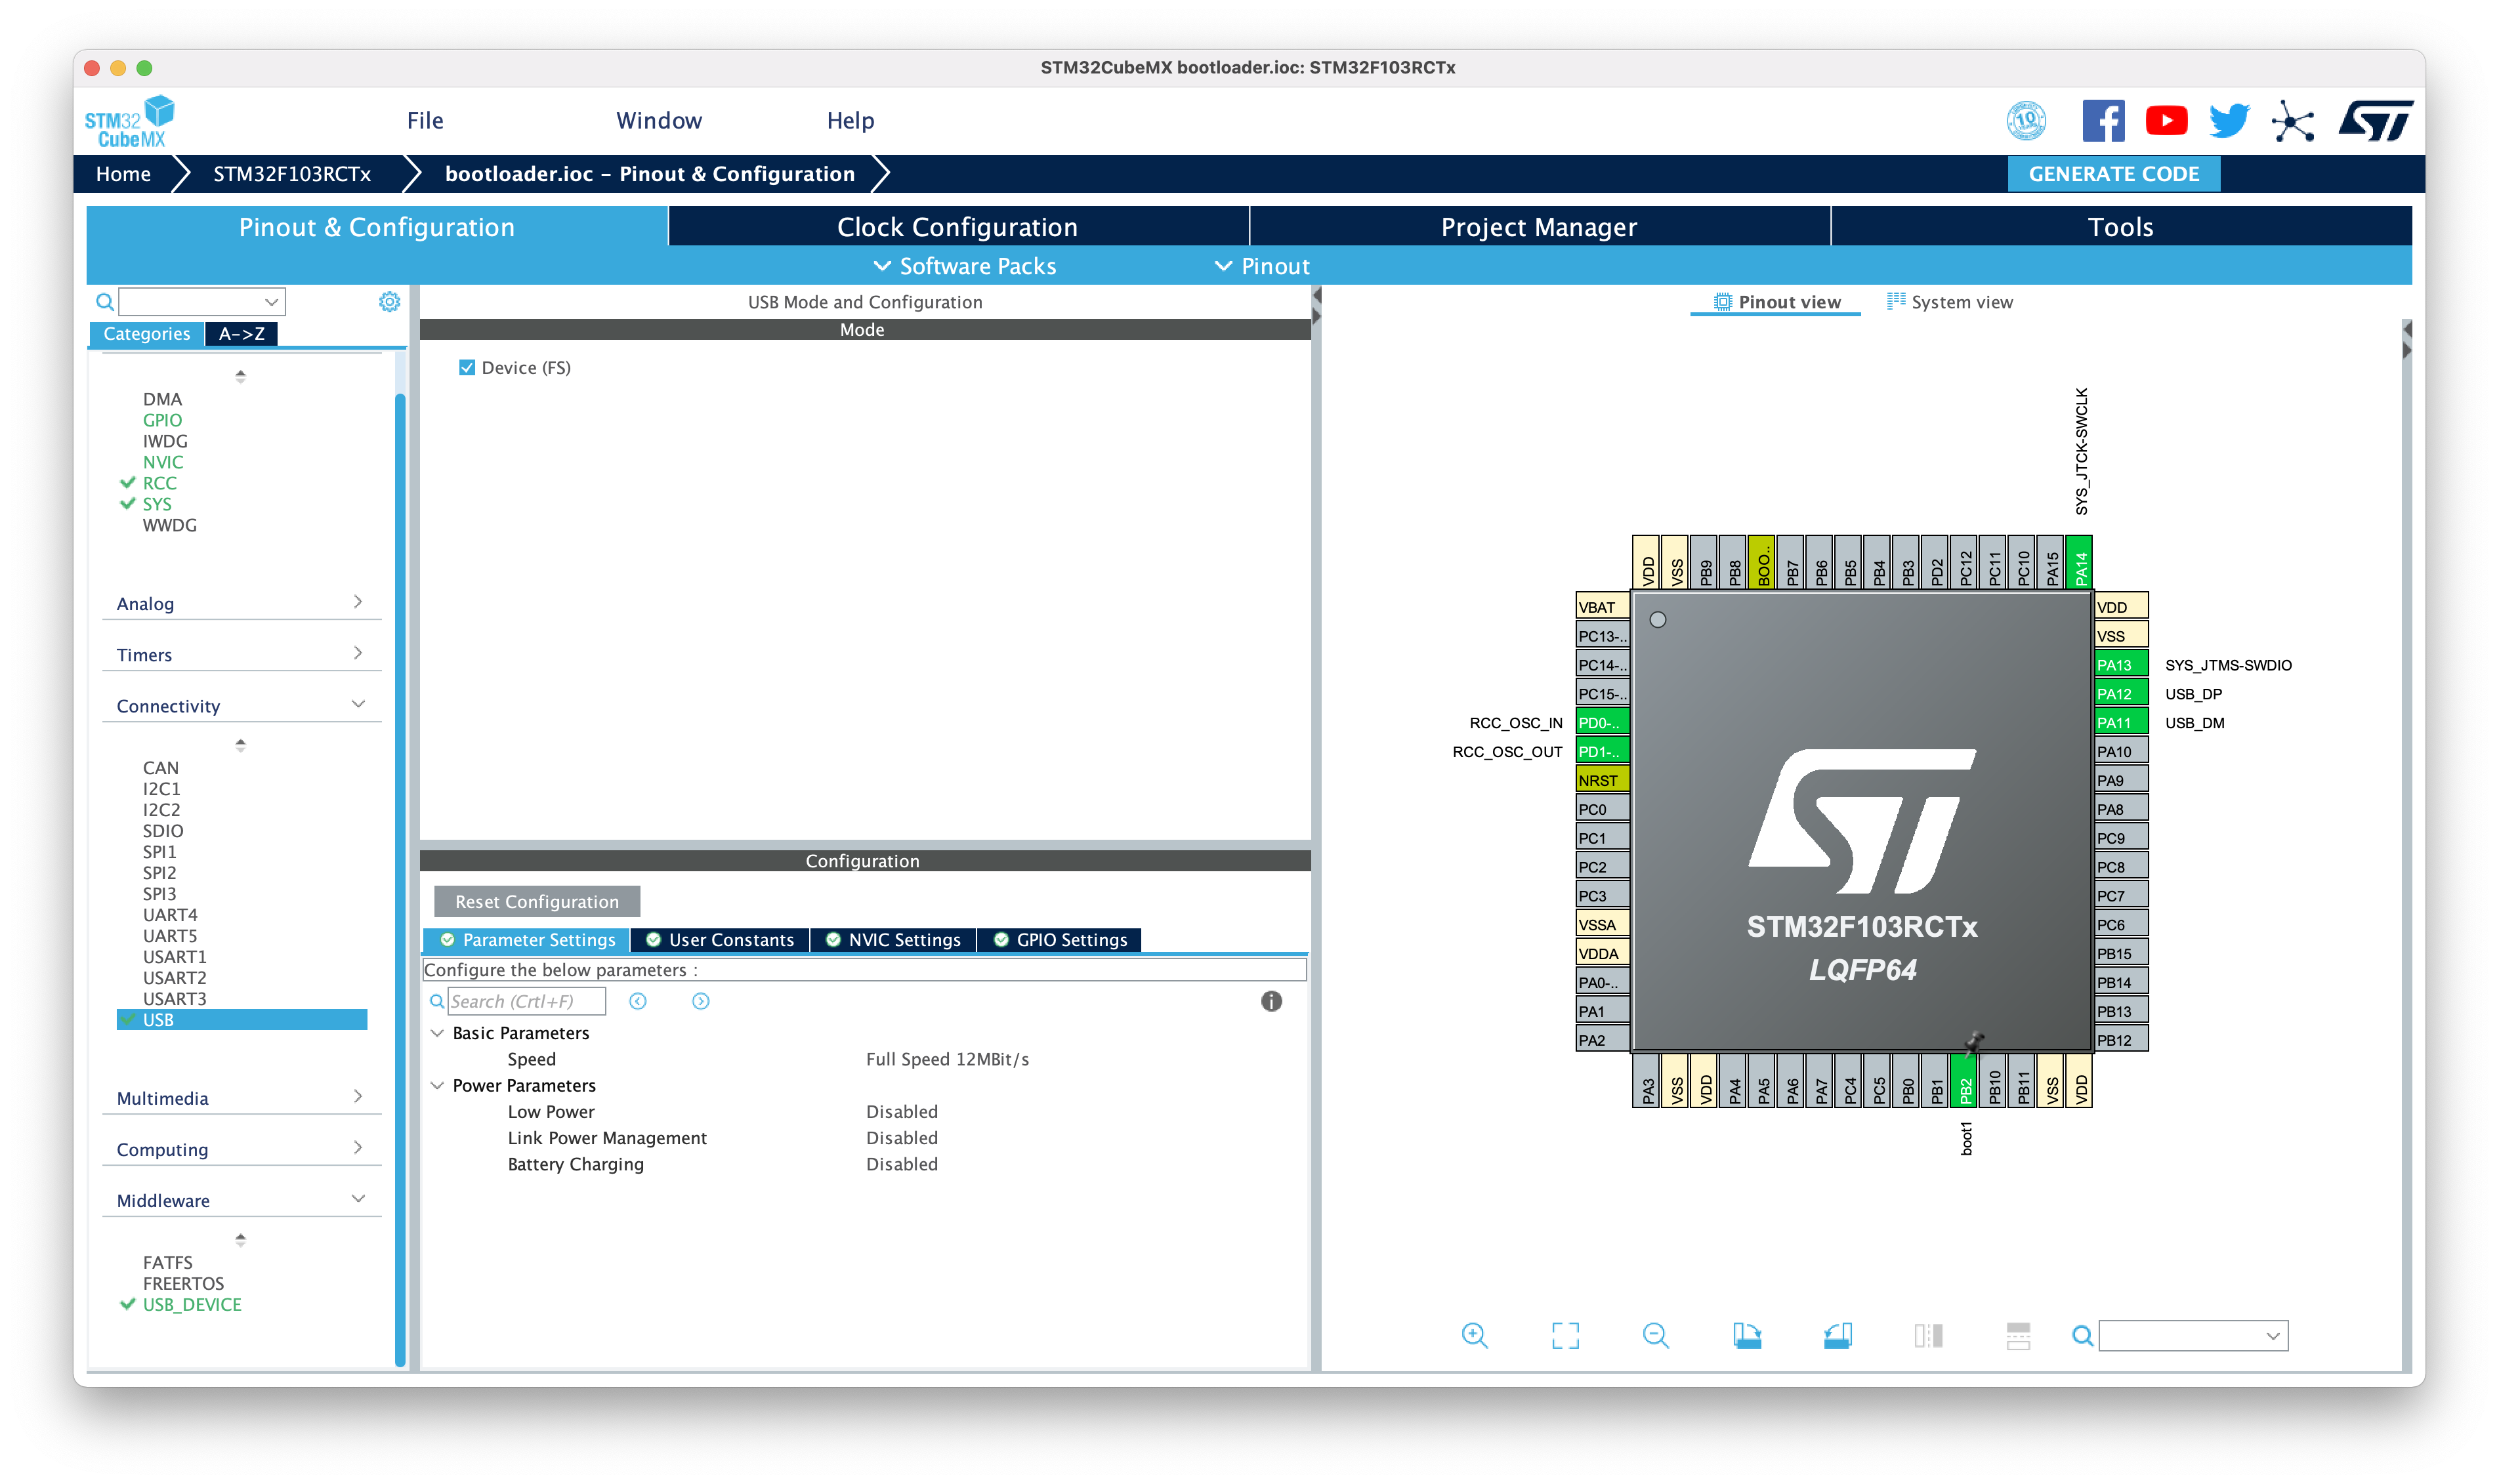 STM32CubeMX bootloader.ioc: STM32F103RCTx
STM32
CubeMX
File Window Help
10
Home STM32F103RCTx bootloader.ioc – Pinout & Configuration GENERATE CODE
Pinout & Configuration Clock Configuration Project Manager Tools
Software Packs Pinout
Categories A->Z
DMA
GPIO
IWDG
NVIC
RCC
SYS
WWDG
Analog
Timers
Connectivity
CAN
I2C1
I2C2
SDIO
SPI1
SPI2
SPI3
UART4
UART5
USART1
USART2
USART3
USB
Multimedia
Computing
Middleware
FATFS
FREERTOS
USB_DEVICE
USB Mode and Configuration
Mode
Device (FS)
Configuration
Reset Configuration
Parameter Settings User Constants NVIC Settings GPIO Settings
Configure the below parameters :
Search (Crtl+F)
Basic Parameters
Speed Full Speed 12MBit/s
Power Parameters
Low Power Disabled
Link Power Management Disabled
Battery Charging Disabled
Pinout view System view
SYS_JTCK-SWCLK
VDD VSS PB9 PB8 BOO.. PB7 PB6 PB5 PB4 PB3 PD2 PC12 PC11 PC10 PA15 PA14
VBAT
PC13-..
PC14-..
PC15-..
RCC_OSC_IN PD0-..
RCC_OSC_OUT PD1-..
NRST
PC0
PC1
PC2
PC3
VSSA
VDDA
PA0-..
PA1
PA2
STM32F103RCTx
LQFP64
VDD
VSS
PA13 SYS_JTMS-SWDIO
PA12 USB_DP
PA11 USB_DM
PA10
PA9
PA8
PC9
PC8
PC7
PC6
PB15
PB14
PB13
PB12
PA3 VSS VDD PA4 PA5 PA6 PA7 PC4 PC5 PB0 PB1 PB2 PB10 PB11 VSS VDD
boot1